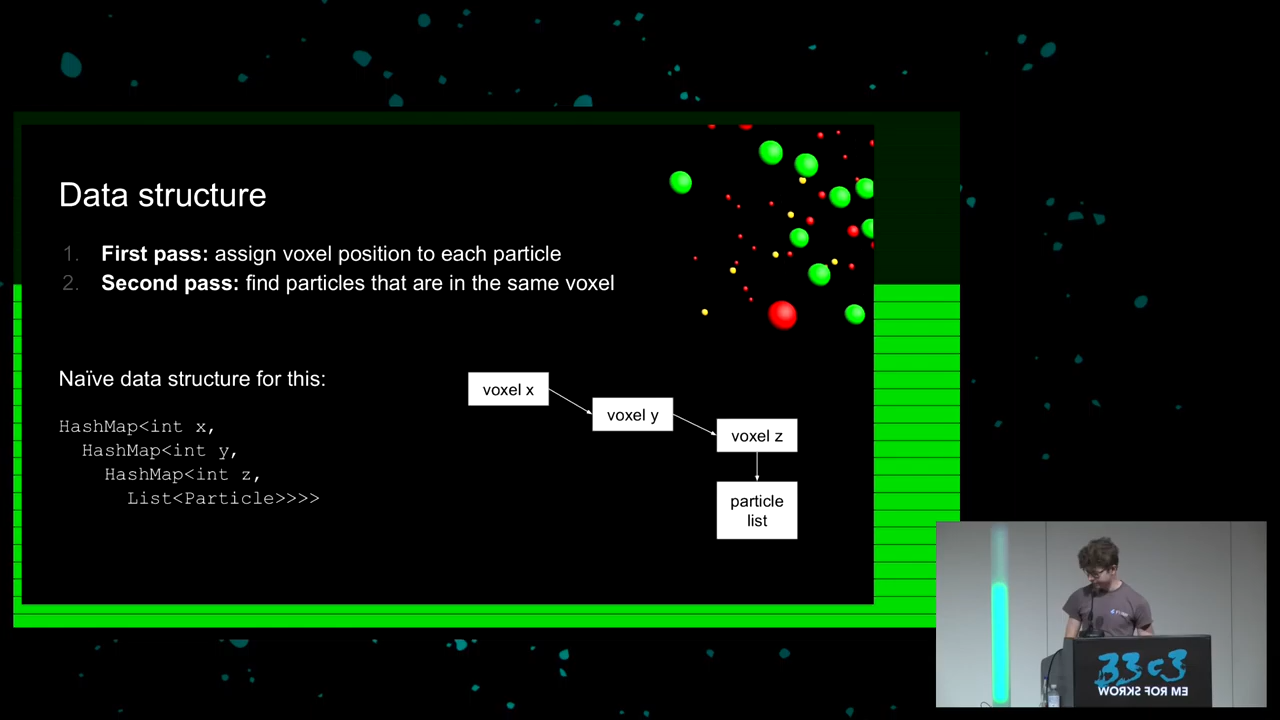 Data structure
1. First pass: assign voxel position to each particle
2. Second pass: find particles that are in the same voxel
Naïve data structure for this:
HashMap<int x,
HashMap<int y,
HashMap<int z,
List<Particle>>>>
voxel x
voxel y
voxel z
particle
list
33c3
WORKS FOR ME